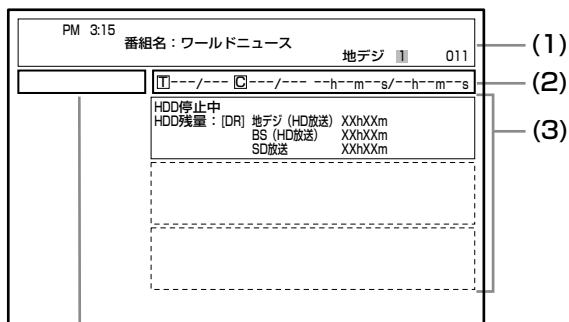 PM 3:15
番組名：ワールドニュース
地デジ 1 011
(1)
T---/--- C---/--- --h--m--s/--h--m--s
(2)
HDD停止中
HDD残量：[DR] 地デジ（HD放送） XXhXXm
BS（HD放送） XXhXXm
SD放送 XXhXXm
(3)